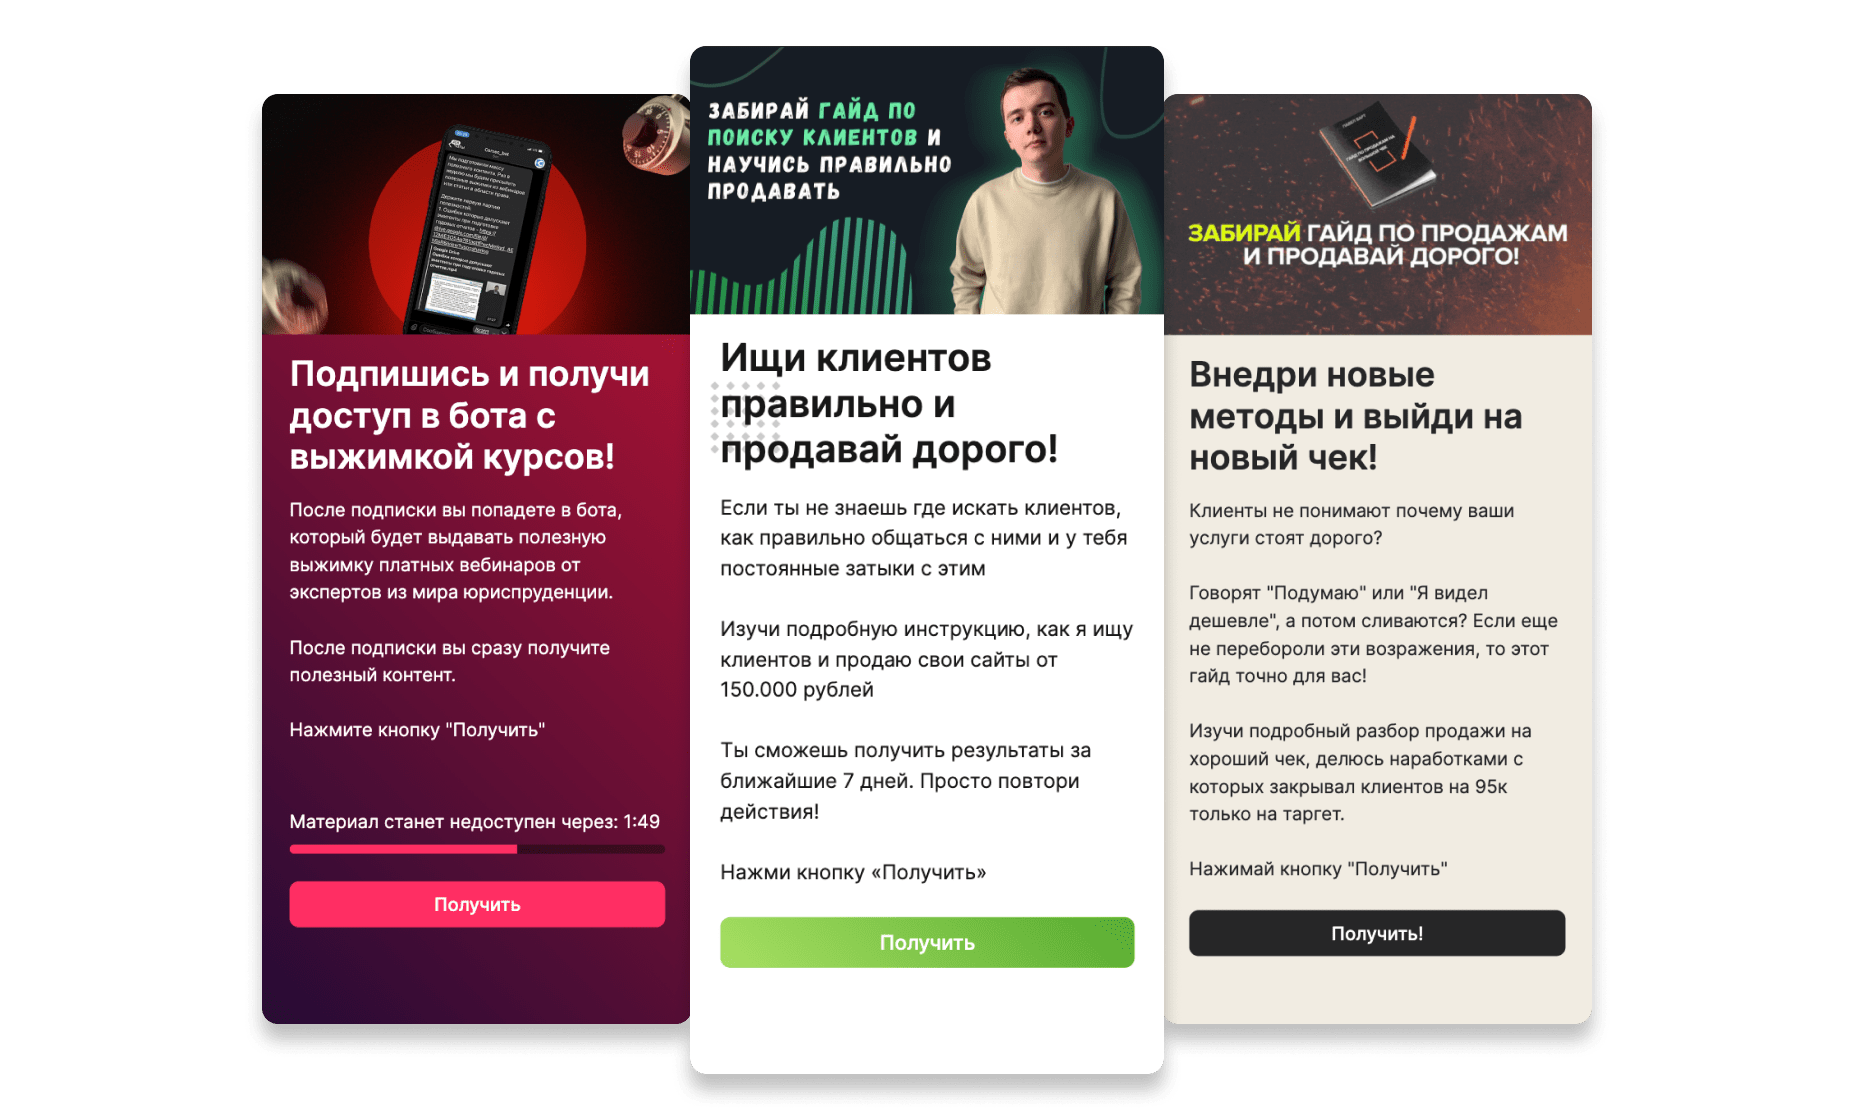 Подпишись и получи
доступ в бота с
выжимкой курсов!
После подписки вы попадете в бота,
который будет выдавать полезную
выжимку платных вебинаров от
экспертов из мира юриспруденции.
После подписки вы сразу получите
полезный контент.
Нажмите кнопку "Получить"
Материал станет недоступен через: 1:49
Получить
ЗАБИРАЙ ГАЙД ПО
ПОИСКУ КЛИЕНТОВ И
НАУЧИСЬ ПРАВИЛЬНО
ПРОДАВАТЬ
Ищи клиентов
правильно и
продавай дорого!
Если ты не знаешь где искать клиентов,
как правильно общаться с ними и у тебя
постоянные затыки с этим
Изучи подробную инструкцию, как я ищу
клиентов и продаю свои сайты от
150.000 рублей
Ты сможешь получить результаты за
ближайшие 7 дней. Просто повтори
действия!
Нажми кнопку «Получить»
Получить
ЗАБИРАЙ ГАЙД ПО ПРОДАЖАМ
И ПРОДАВАЙ ДОРОГО!
Внедри новые
методы и выйди на
новый чек!
Клиенты не понимают почему ваши
услуги стоят дорого?
Говорят "Подумаю" или "Я видел
дешевле", а потом сливаются? Если еще
не перебороли эти возражения, то этот
гайд точно для вас!
Изучи подробный разбор продажи на
хороший чек, делюсь наработками с
которых закрывал клиентов на 95к
только на таргет.
Нажимай кнопку "Получить"
Получить!